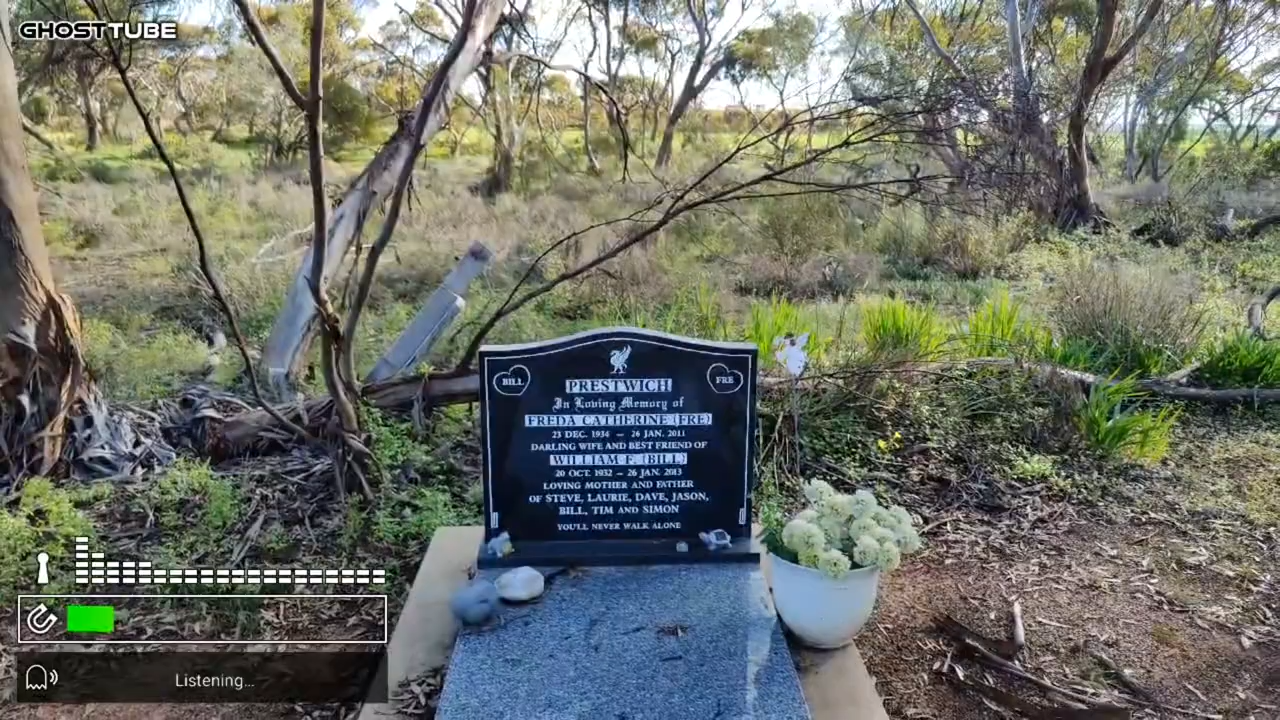 GHOSTTUBE
BILL
FRE
PRESTWICH
In Loving Memory of
FREDA CATHERINE (FRE)
23 DEC. 1934 – 26 JAN. 2011
DARLING WIFE AND BEST FRIEND OF
WILLIAM F. (BILL)
20 OCT. 1932 – 26 JAN. 2013
LOVING MOTHER AND FATHER
OF STEVE, LAURIE, DAVE, JASON,
BILL, TIM AND SIMON
YOU'LL NEVER WALK ALONE
Listening...